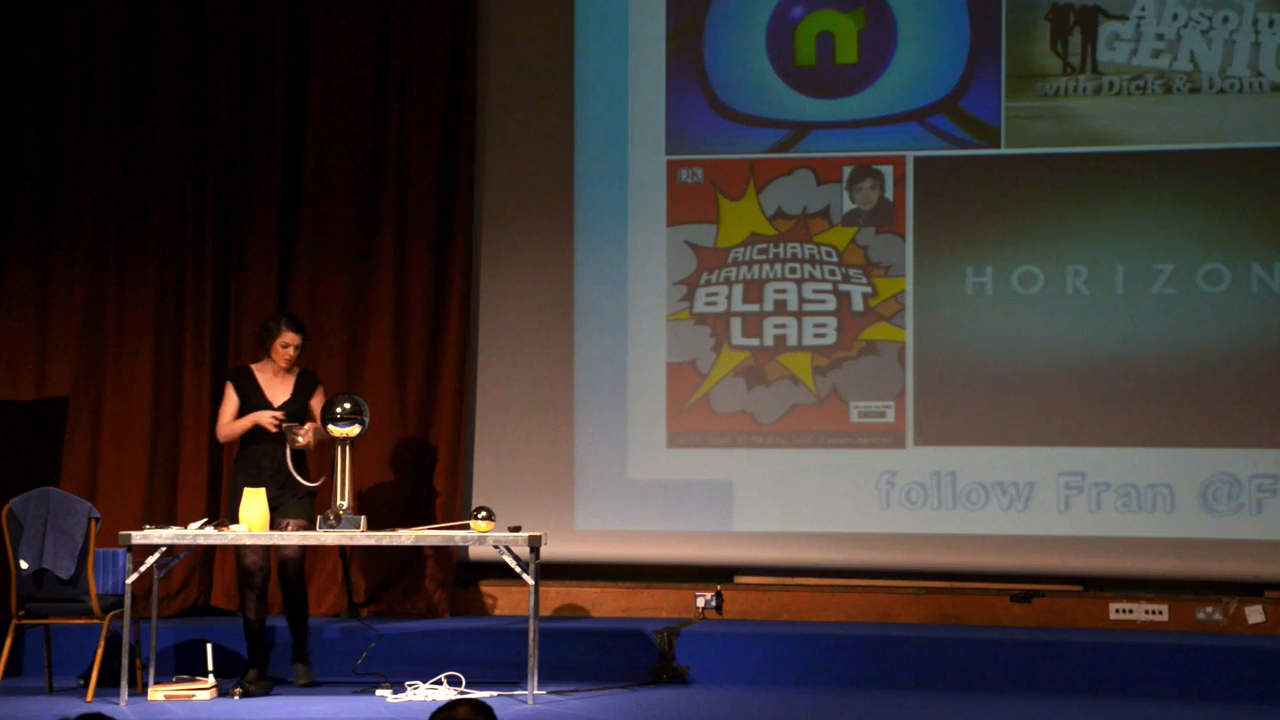 n
Absolu
GENIU
with Dick & Dom
DK
RICHARD
HAMMOND'S
BLAST
LAB
HORIZON
follow Fran @F